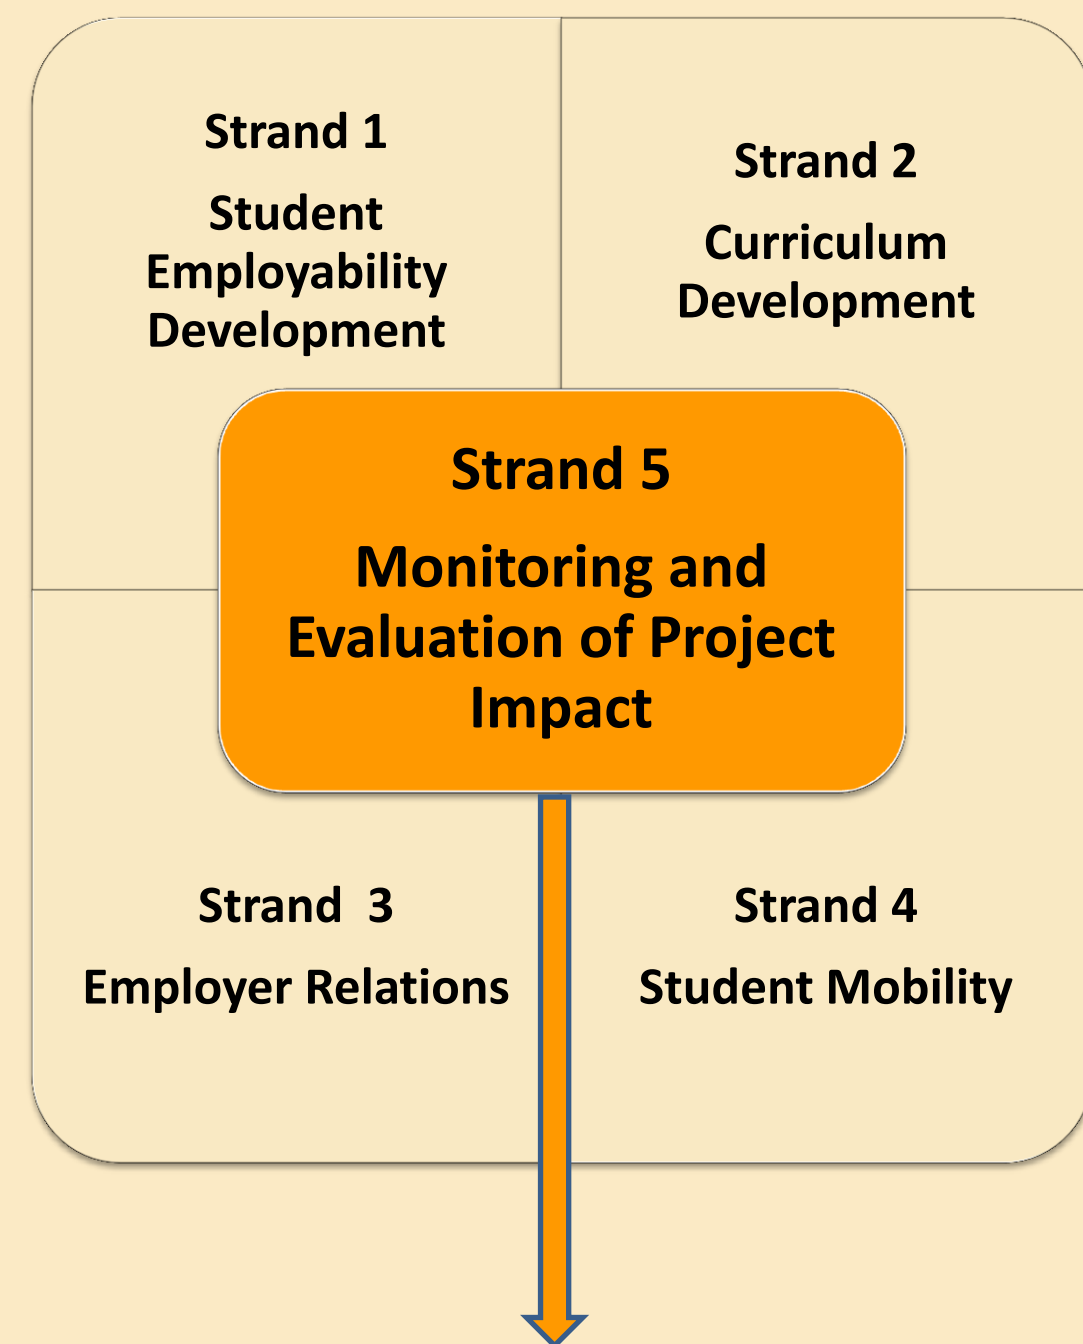 Strand 1
Student
Employability
Development
Strand 2
Curriculum
Development
Strand 5
Monitoring and
Evaluation of Project
Impact
Strand  3
Employer Relations
Strand 4
Student Mobility